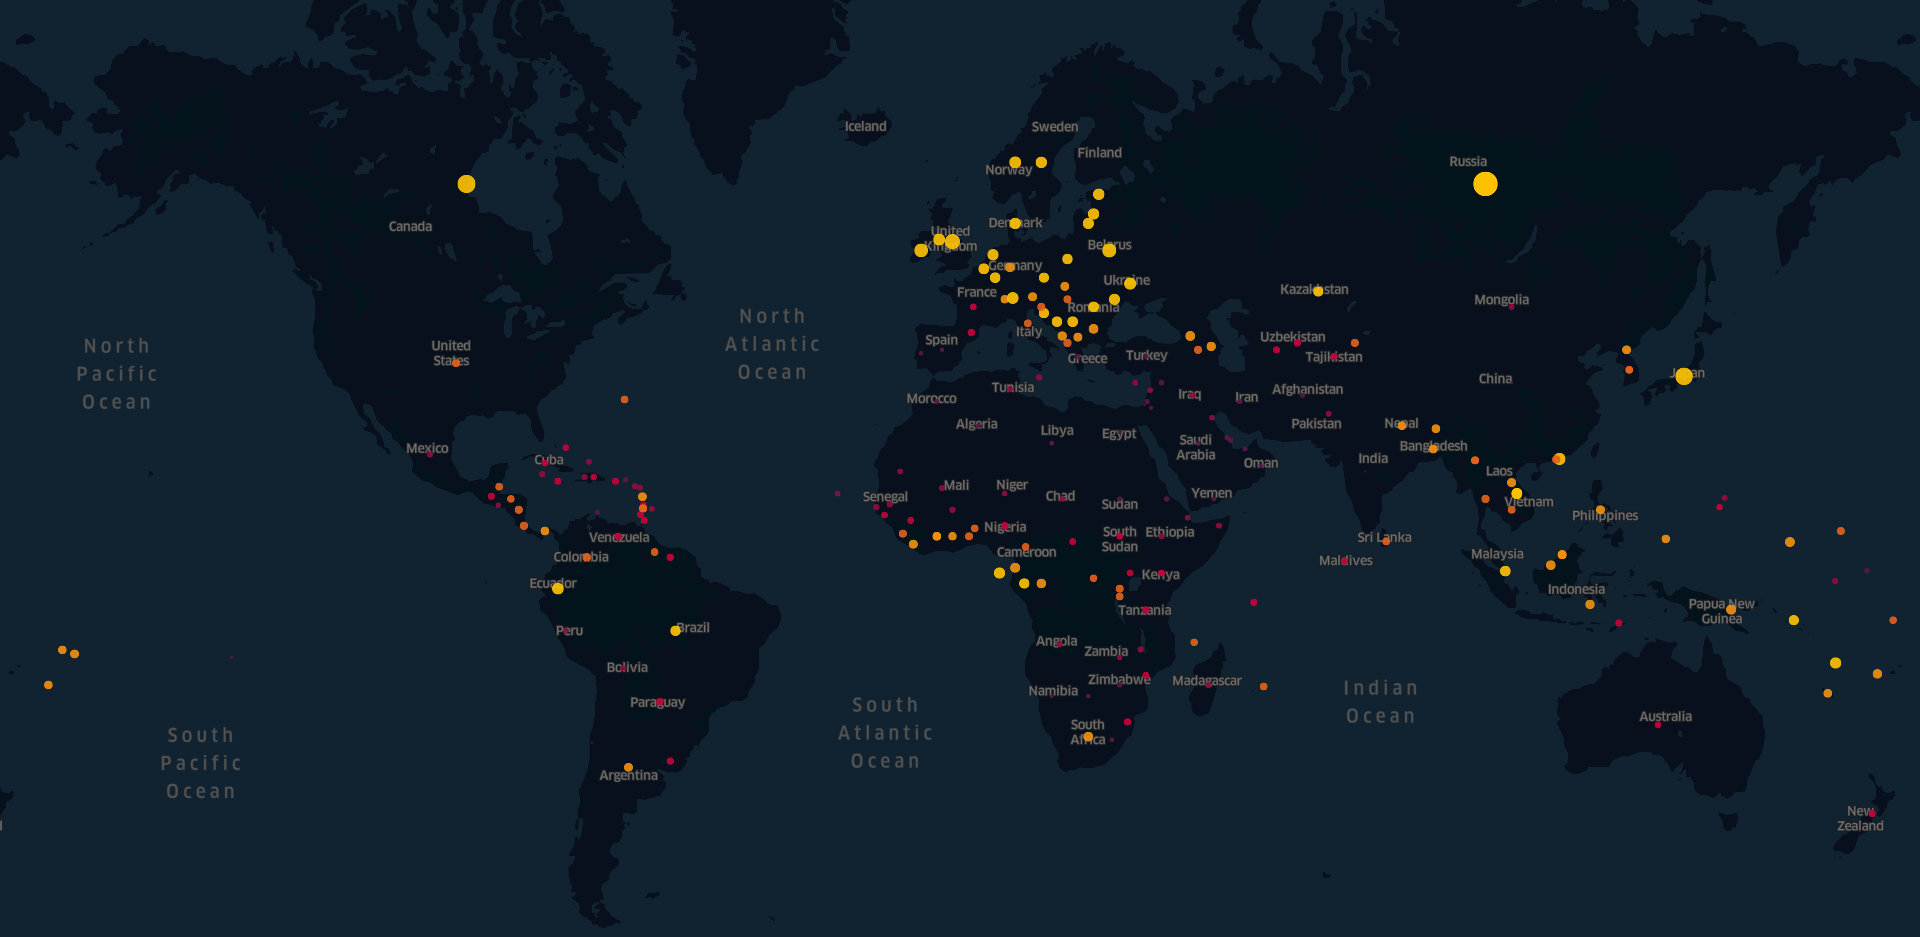 Iceland
Sweden
Finland
Norway
Russia
Canada
Denmark
United
Kingdom
Belarus
Germany
Ukraine
France
Kazakhstan
Mongolia
Romania
North
Pacific
Ocean
North
Atlantic
Ocean
United
States
Spain
Italy
Greece
Turkey
Uzbekistan
Tajikistan
China
Japan
Tunisia
Morocco
Iraq
Iran
Afghanistan
Algeria
Libya
Egypt
Saudi
Arabia
Pakistan
Nepal
Bangladesh
Mexico
Cuba
Oman
India
Laos
Senegal
Mali
Niger
Chad
Sudan
Yemen
Vietnam
Philippines
Nigeria
South
Sudan
Ethiopia
Venezuela
Colombia
Cameroon
Sri Lanka
Maldives
Malaysia
Ecuador
Kenya
Indonesia
Peru
Brazil
Tanzania
Papua New
Guinea
Angola
Zambia
Bolivia
Zimbabwe
Madagascar
Namibia
Indian
Ocean
Paraguay
South
Atlantic
Ocean
South
Africa
Australia
South
Pacific
Ocean
Argentina
New
Zealand